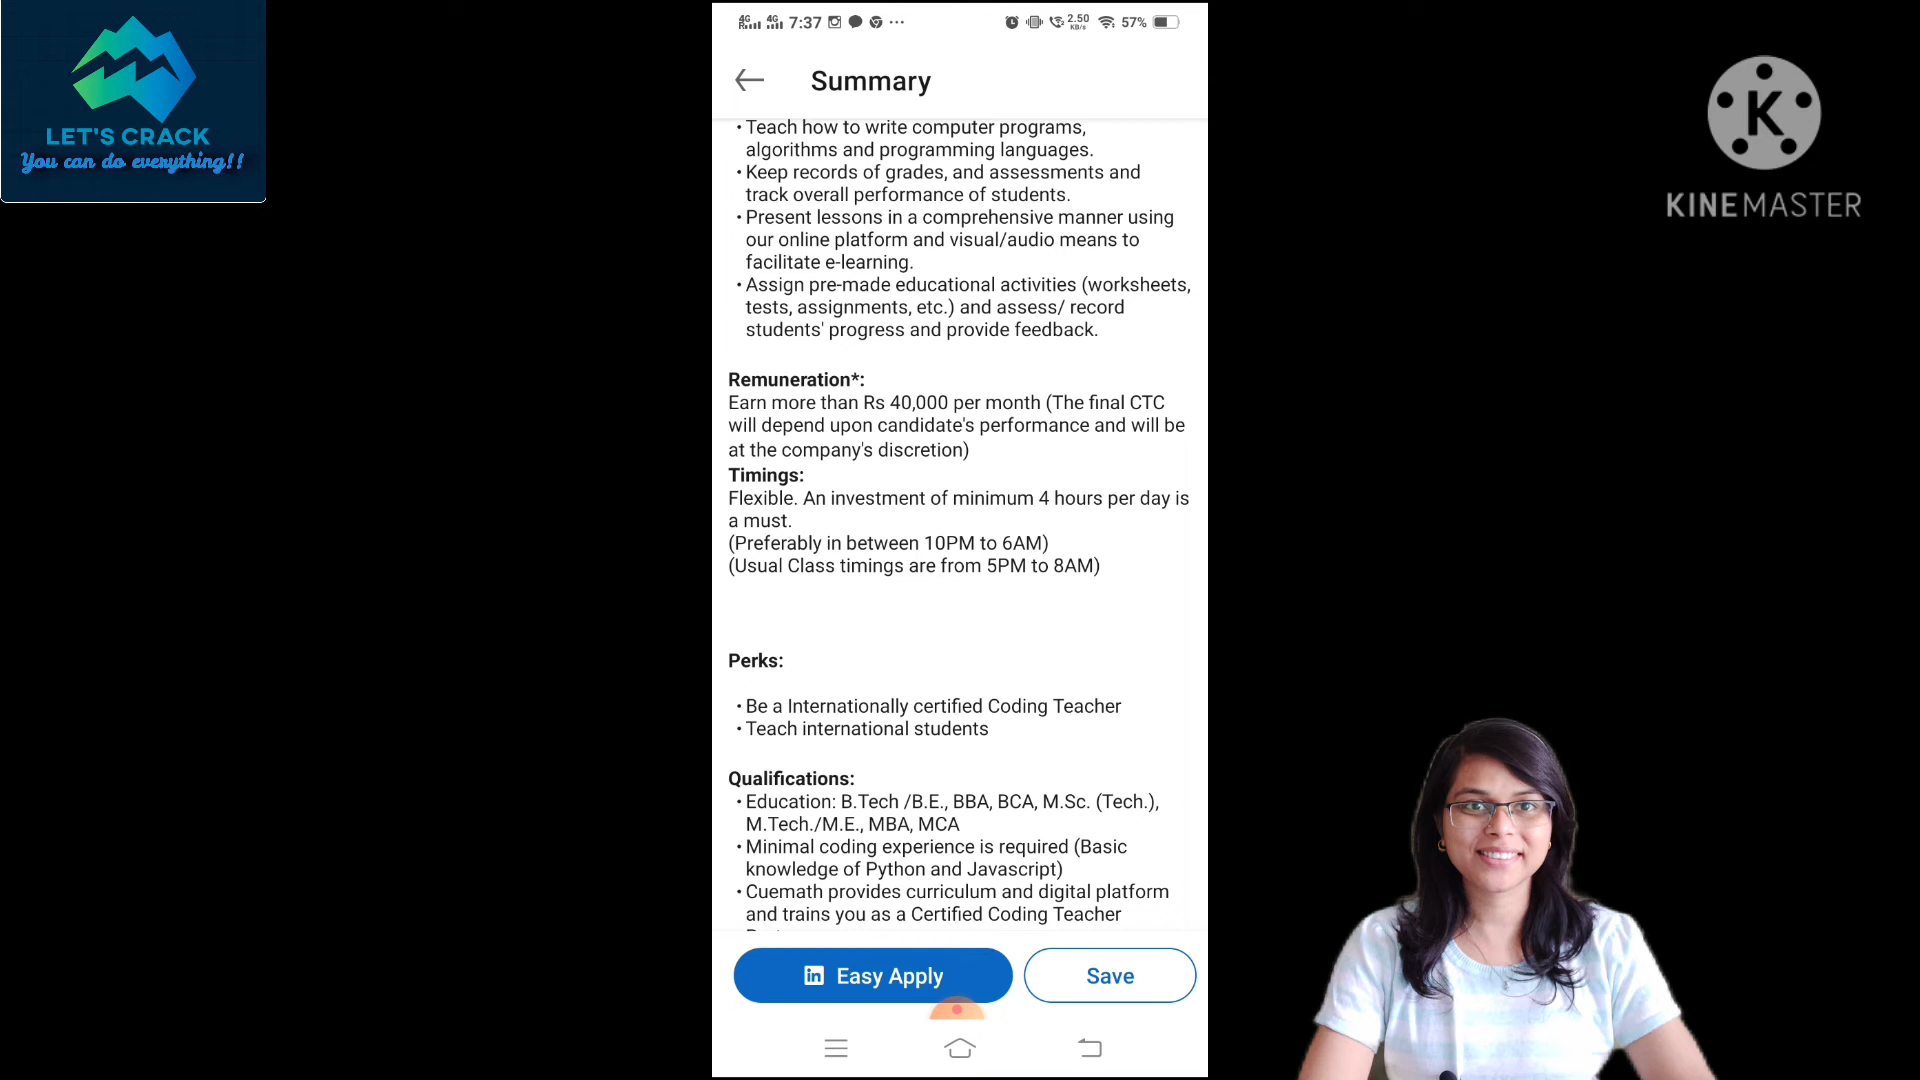 LET'S CRACK
You can do everything!!
4G 4G 7:37 2.50 KB/s 57%
Summary
• Teach how to write computer programs,
algorithms and programming languages.
• Keep records of grades, and assessments and
track overall performance of students.
• Present lessons in a comprehensive manner using
our online platform and visual/audio means to
facilitate e-learning.
• Assign pre-made educational activities (worksheets,
tests, assignments, etc.) and assess/ record
students' progress and provide feedback.
Remuneration*:
Earn more than Rs 40,000 per month (The final CTC
will depend upon candidate's performance and will be
at the company's discretion)
Timings:
Flexible. An investment of minimum 4 hours per day is
a must.
(Preferably in between 10PM to 6AM)
(Usual Class timings are from 5PM to 8AM)
Perks:
• Be a Internationally certified Coding Teacher
• Teach international students
Qualifications:
• Education: B.Tech /B.E., BBA, BCA, M.Sc. (Tech.),
M.Tech./M.E., MBA, MCA
• Minimal coding experience is required (Basic
knowledge of Python and Javascript)
• Cuemath provides curriculum and digital platform
and trains you as a Certified Coding Teacher
in Easy Apply
Save
K
KINEMASTER